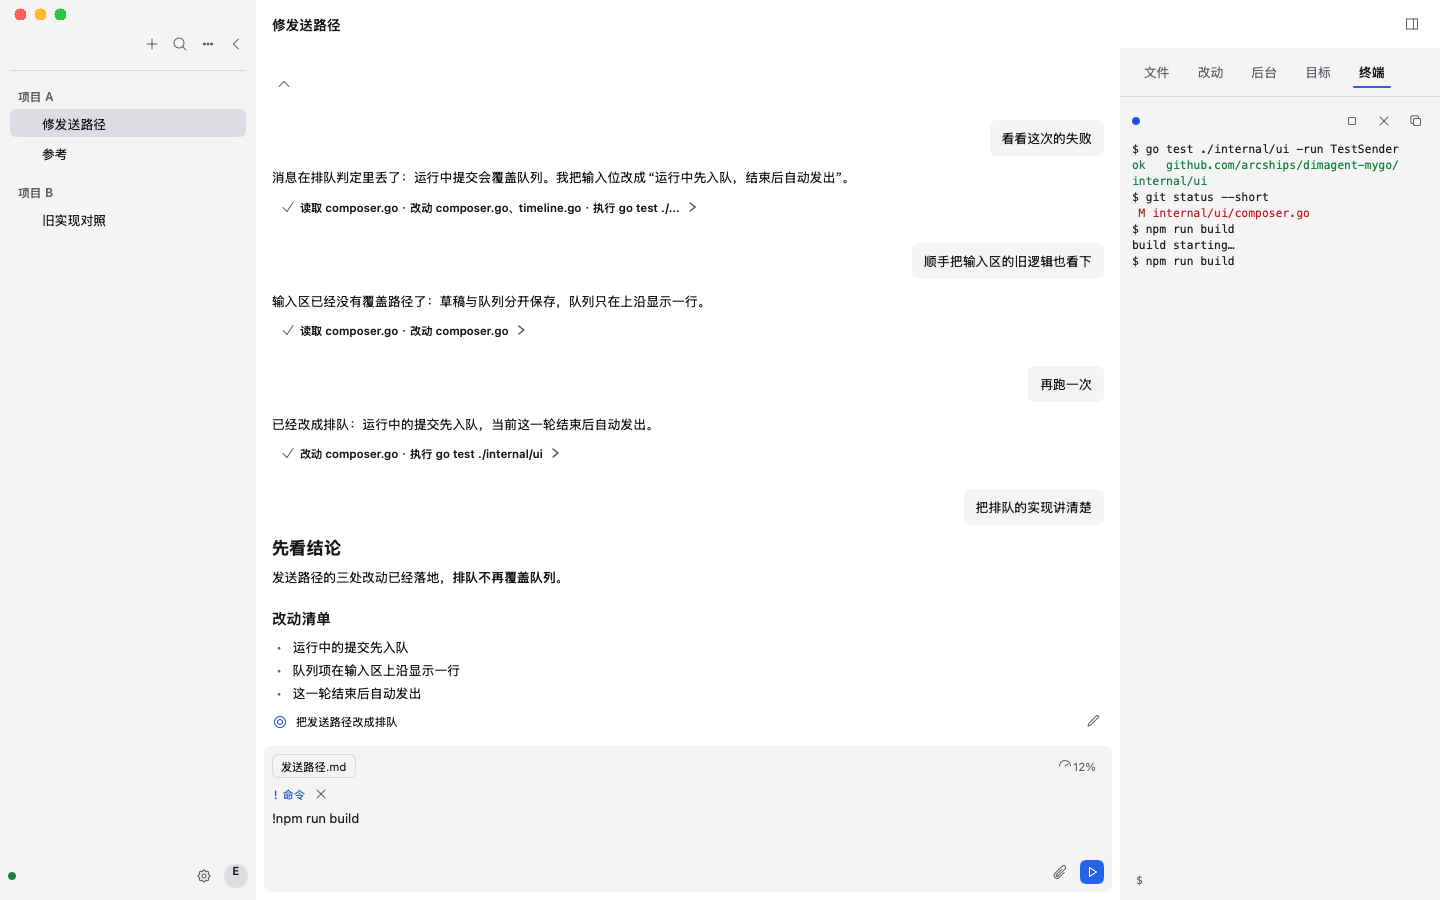 修发送路径
项目 A
修发送路径
参考
项目 B
旧实现对照
E
看看这次的失败
消息在排队判定里丢了：运行中提交会覆盖队列。我把输入位改成“运行中先入队，结束后自动发出”。
读取 composer.go · 改动 composer.go、timeline.go · 执行 go test ./...
顺手把输入区的旧逻辑也看下
输入区已经没有覆盖路径了：草稿与队列分开保存，队列只在上沿显示一行。
读取 composer.go · 改动 composer.go
再跑一次
已经改成排队：运行中的提交先入队，当前这一轮结束后自动发出。
改动 composer.go · 执行 go test ./internal/ui
把排队的实现讲清楚
先看结论
发送路径的三处改动已经落地，排队不再覆盖队列。
改动清单
• 运行中的提交先入队
• 队列项在输入区上沿显示一行
• 这一轮结束后自动发出
把发送路径改成排队
发送路径.md
12%
! 命令
!npm run build
文件 改动 后台 目标 终端
$ go test ./internal/ui -run TestSender
ok github.com/arcships/dimagent-mygo/
internal/ui
$ git status --short
M internal/ui/composer.go
$ npm run build
build starting…
$ npm run build
$